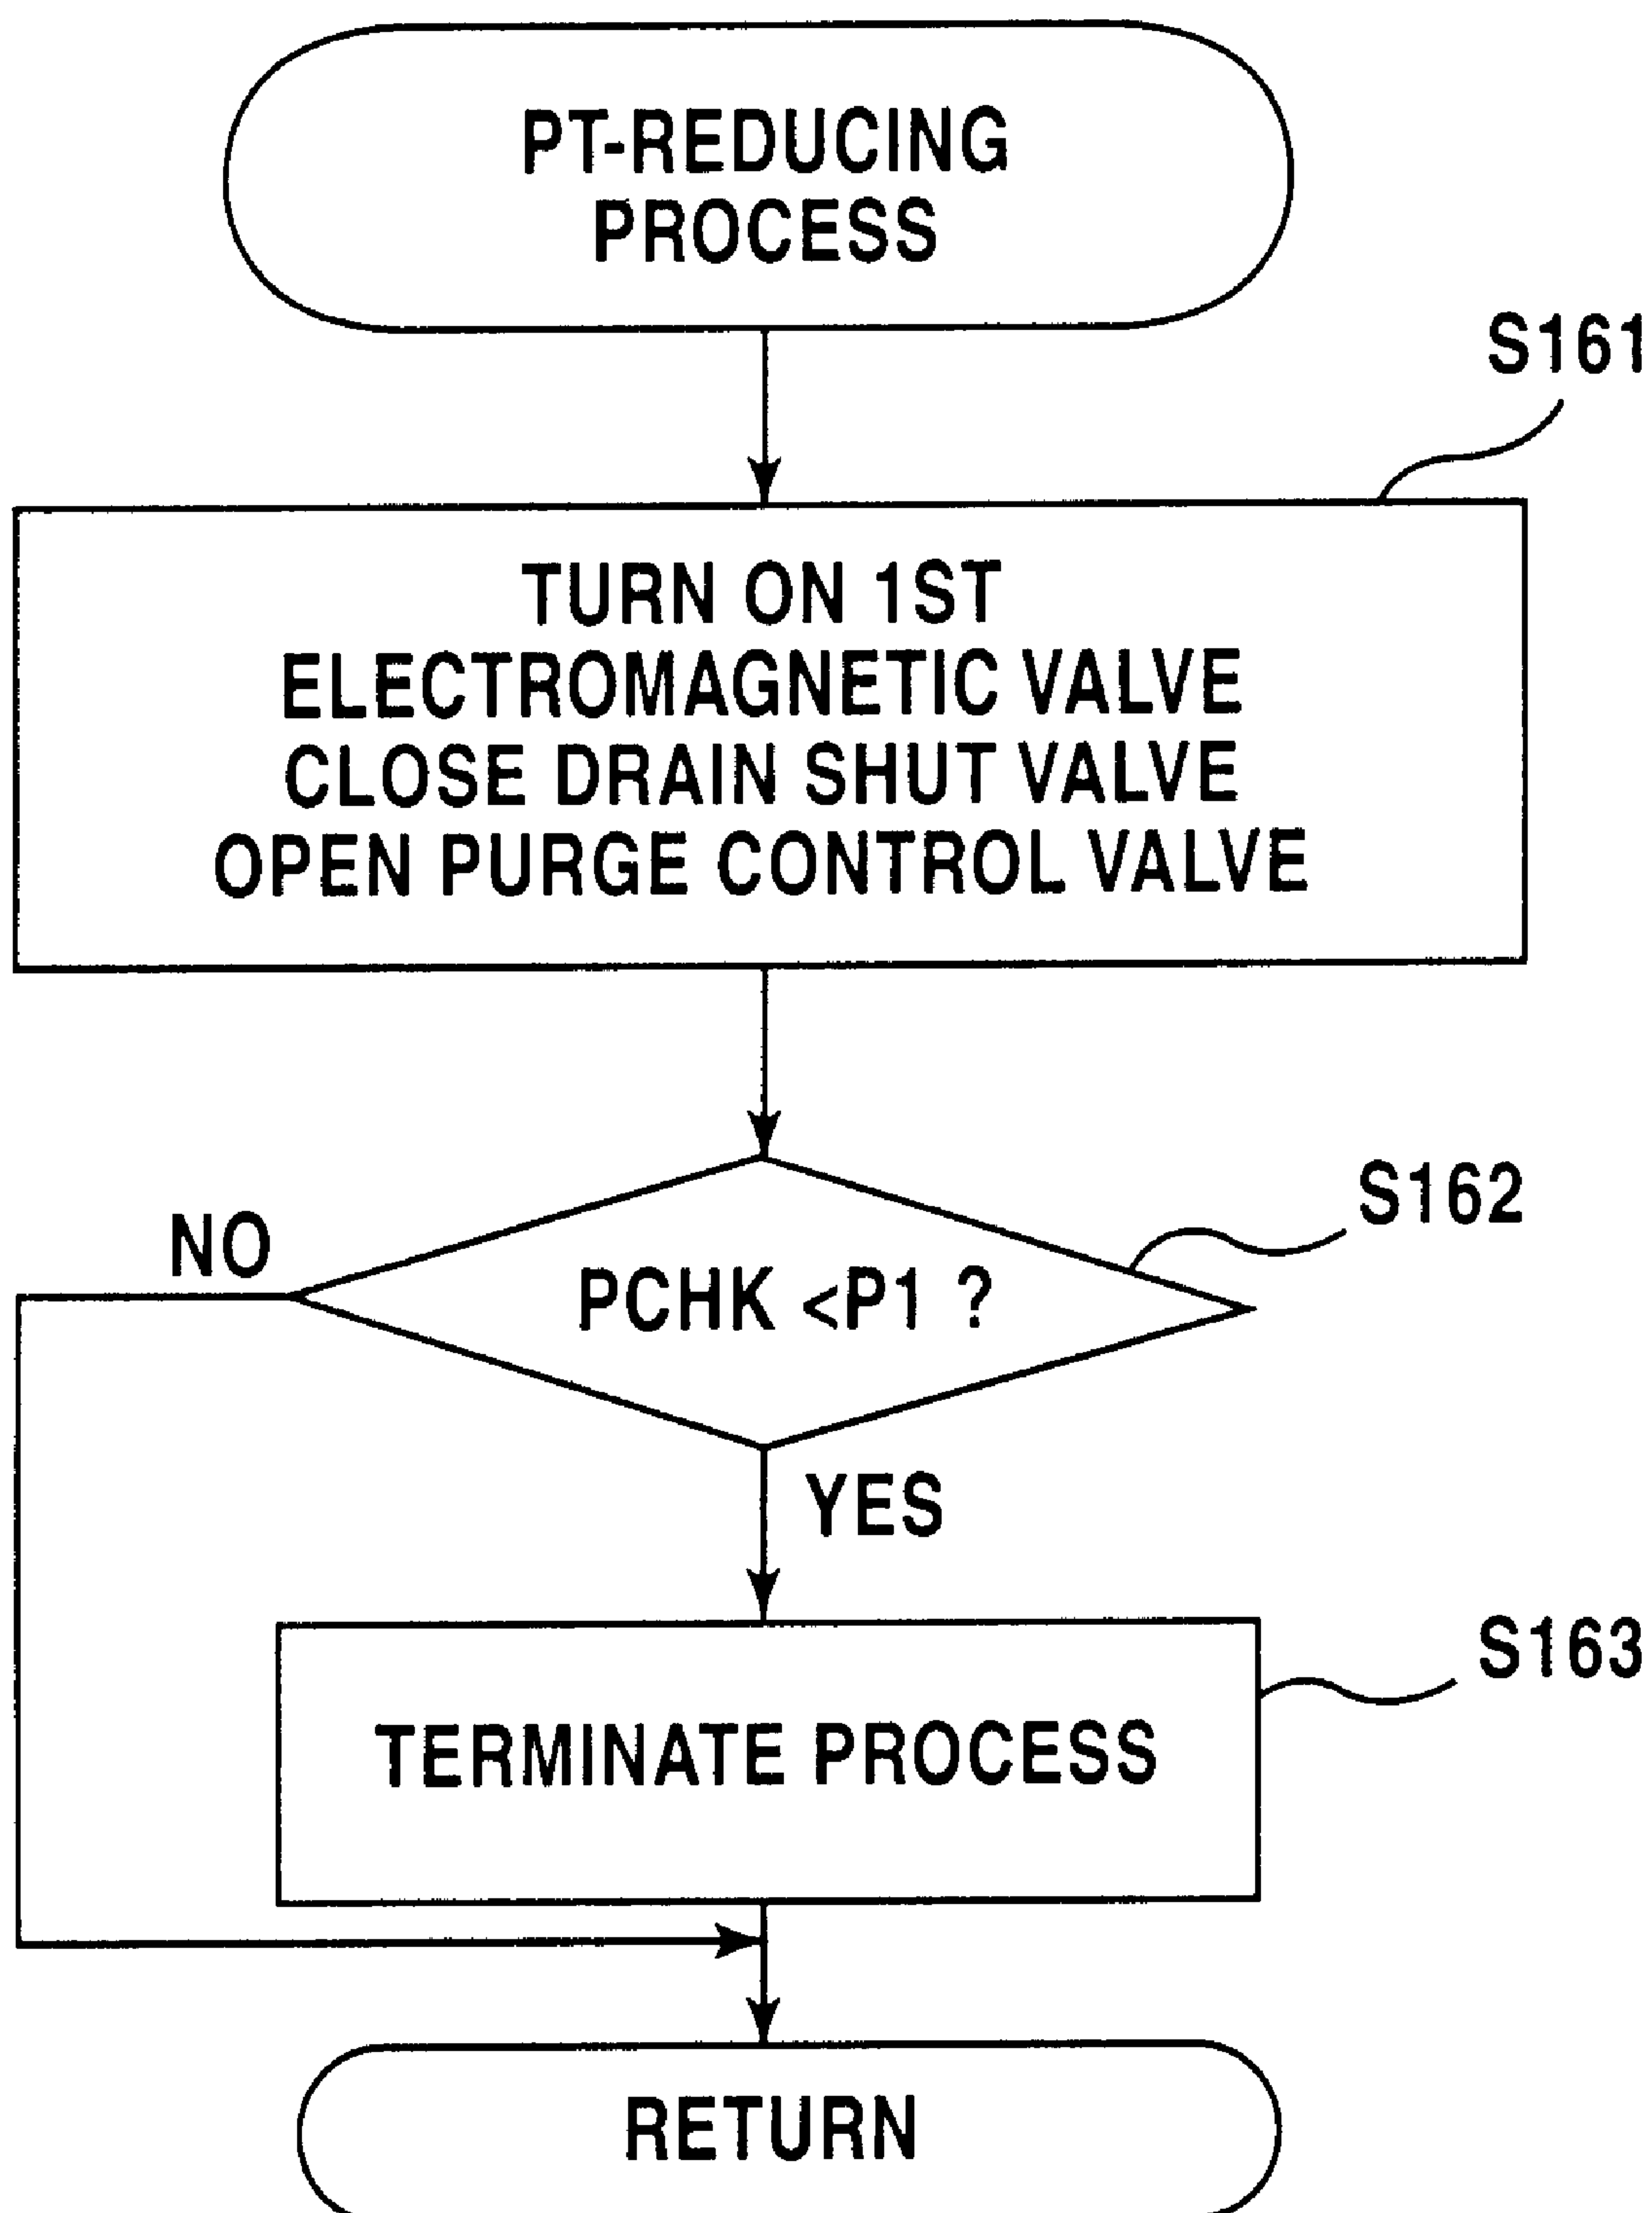 PT-REDUCING
PROCESS
S161
TURN ON 1ST
ELECTROMAGNETIC VALVE
CLOSE DRAIN SHUT VALVE
OPEN PURGE CONTROL VALVE
S162
NO
PCHK <P1 ?
YES
S163
TERMINATE PROCESS
RETURN